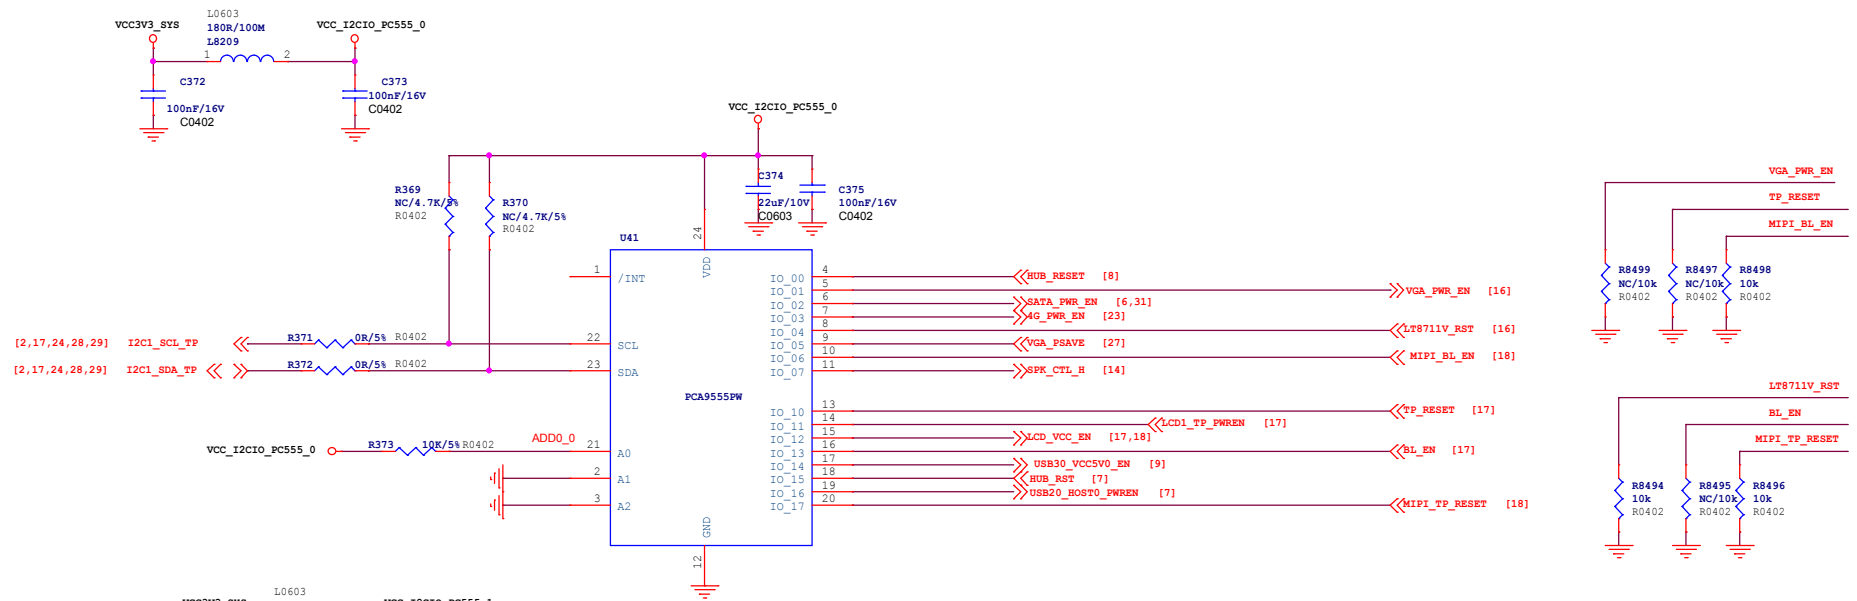 L0603
VCC3V3_SYS
180R/100M
VCC_I2CIO_PC555_0
L8209
1
2
C372
100nF/16V
C0402
C373
100nF/16V
C0402
VCC_I2CIO_PC555_0
R369
NC/4.7K/5%
R0402
R370
NC/4.7K/5%
R0402
C374
22uF/10V
C0603
C375
100nF/16V
C0402
U41
24
VDD
1
/INT
[2,17,24,28,29]
I2C1_SCL_TP
R371
0R/5%
R0402
22
SCL
[2,17,24,28,29]
I2C1_SDA_TP
R372
0R/5%
R0402
23
SDA
PCA9555PW
VCC_I2CIO_PC555_0
R373
10K/5%
R0402
ADD0_0
21
A0
2
A1
3
A2
GND
12
IO_00
4
HUB_RESET [8]
IO_01
5
VGA_PWR_EN [16]
IO_02
6
SATA_PWR_EN [6,31]
IO_03
7
4G_PWR_EN [23]
IO_04
8
LT8711V_RST [16]
IO_05
9
VGA_PSAVE [27]
IO_06
10
MIPI_BL_EN [18]
IO_07
11
SPK_CTL_H [14]
IO_10
13
TP_RESET [17]
IO_11
14
LCD1_TP_PWREN [17]
IO_12
15
LCD_VCC_EN [17,18]
IO_13
16
BL_EN [17]
IO_14
17
USB30_VCC5V0_EN [9]
IO_15
18
HUB_RST [7]
IO_16
19
USB20_HOST0_PWREN [7]
IO_17
20
MIPI_TP_RESET [18]
VGA_PWR_EN
TP_RESET
MIPI_BL_EN
R8499
NC/10k
R0402
R8497
NC/10k
R0402
R8498
10k
R0402
LT8711V_RST
BL_EN
MIPI_TP_RESET
R8494
10k
R0402
R8495
NC/10k
R0402
R8496
10k
R0402
L0603